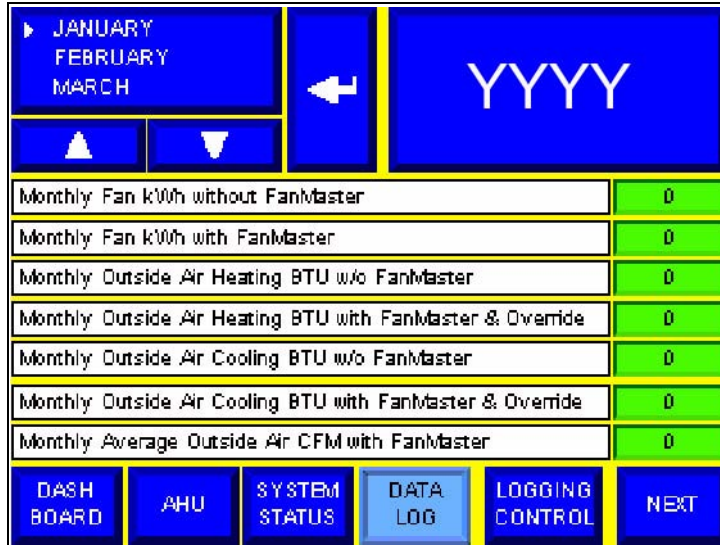 JANUARY
FEBRUARY
MARCH
YYYY
Monthly Fan kWh without FanMaster
0
Monthly Fan kWh with FanMaster
0
Monthly Outside Air Heating BTU w/o FanMaster
0
Monthly Outside Air Heating BTU with FanMaster & Override
0
Monthly Outside Air Cooling BTU w/o FanMaster
0
Monthly Outside Air Cooling BTU with FanMaster & Override
0
Monthly Average Outside Air CFM with FanMaster
0
DASH
BOARD
AHU
SYSTEM
STATUS
DATA
LOG
LOGGING
CONTROL
NEXT